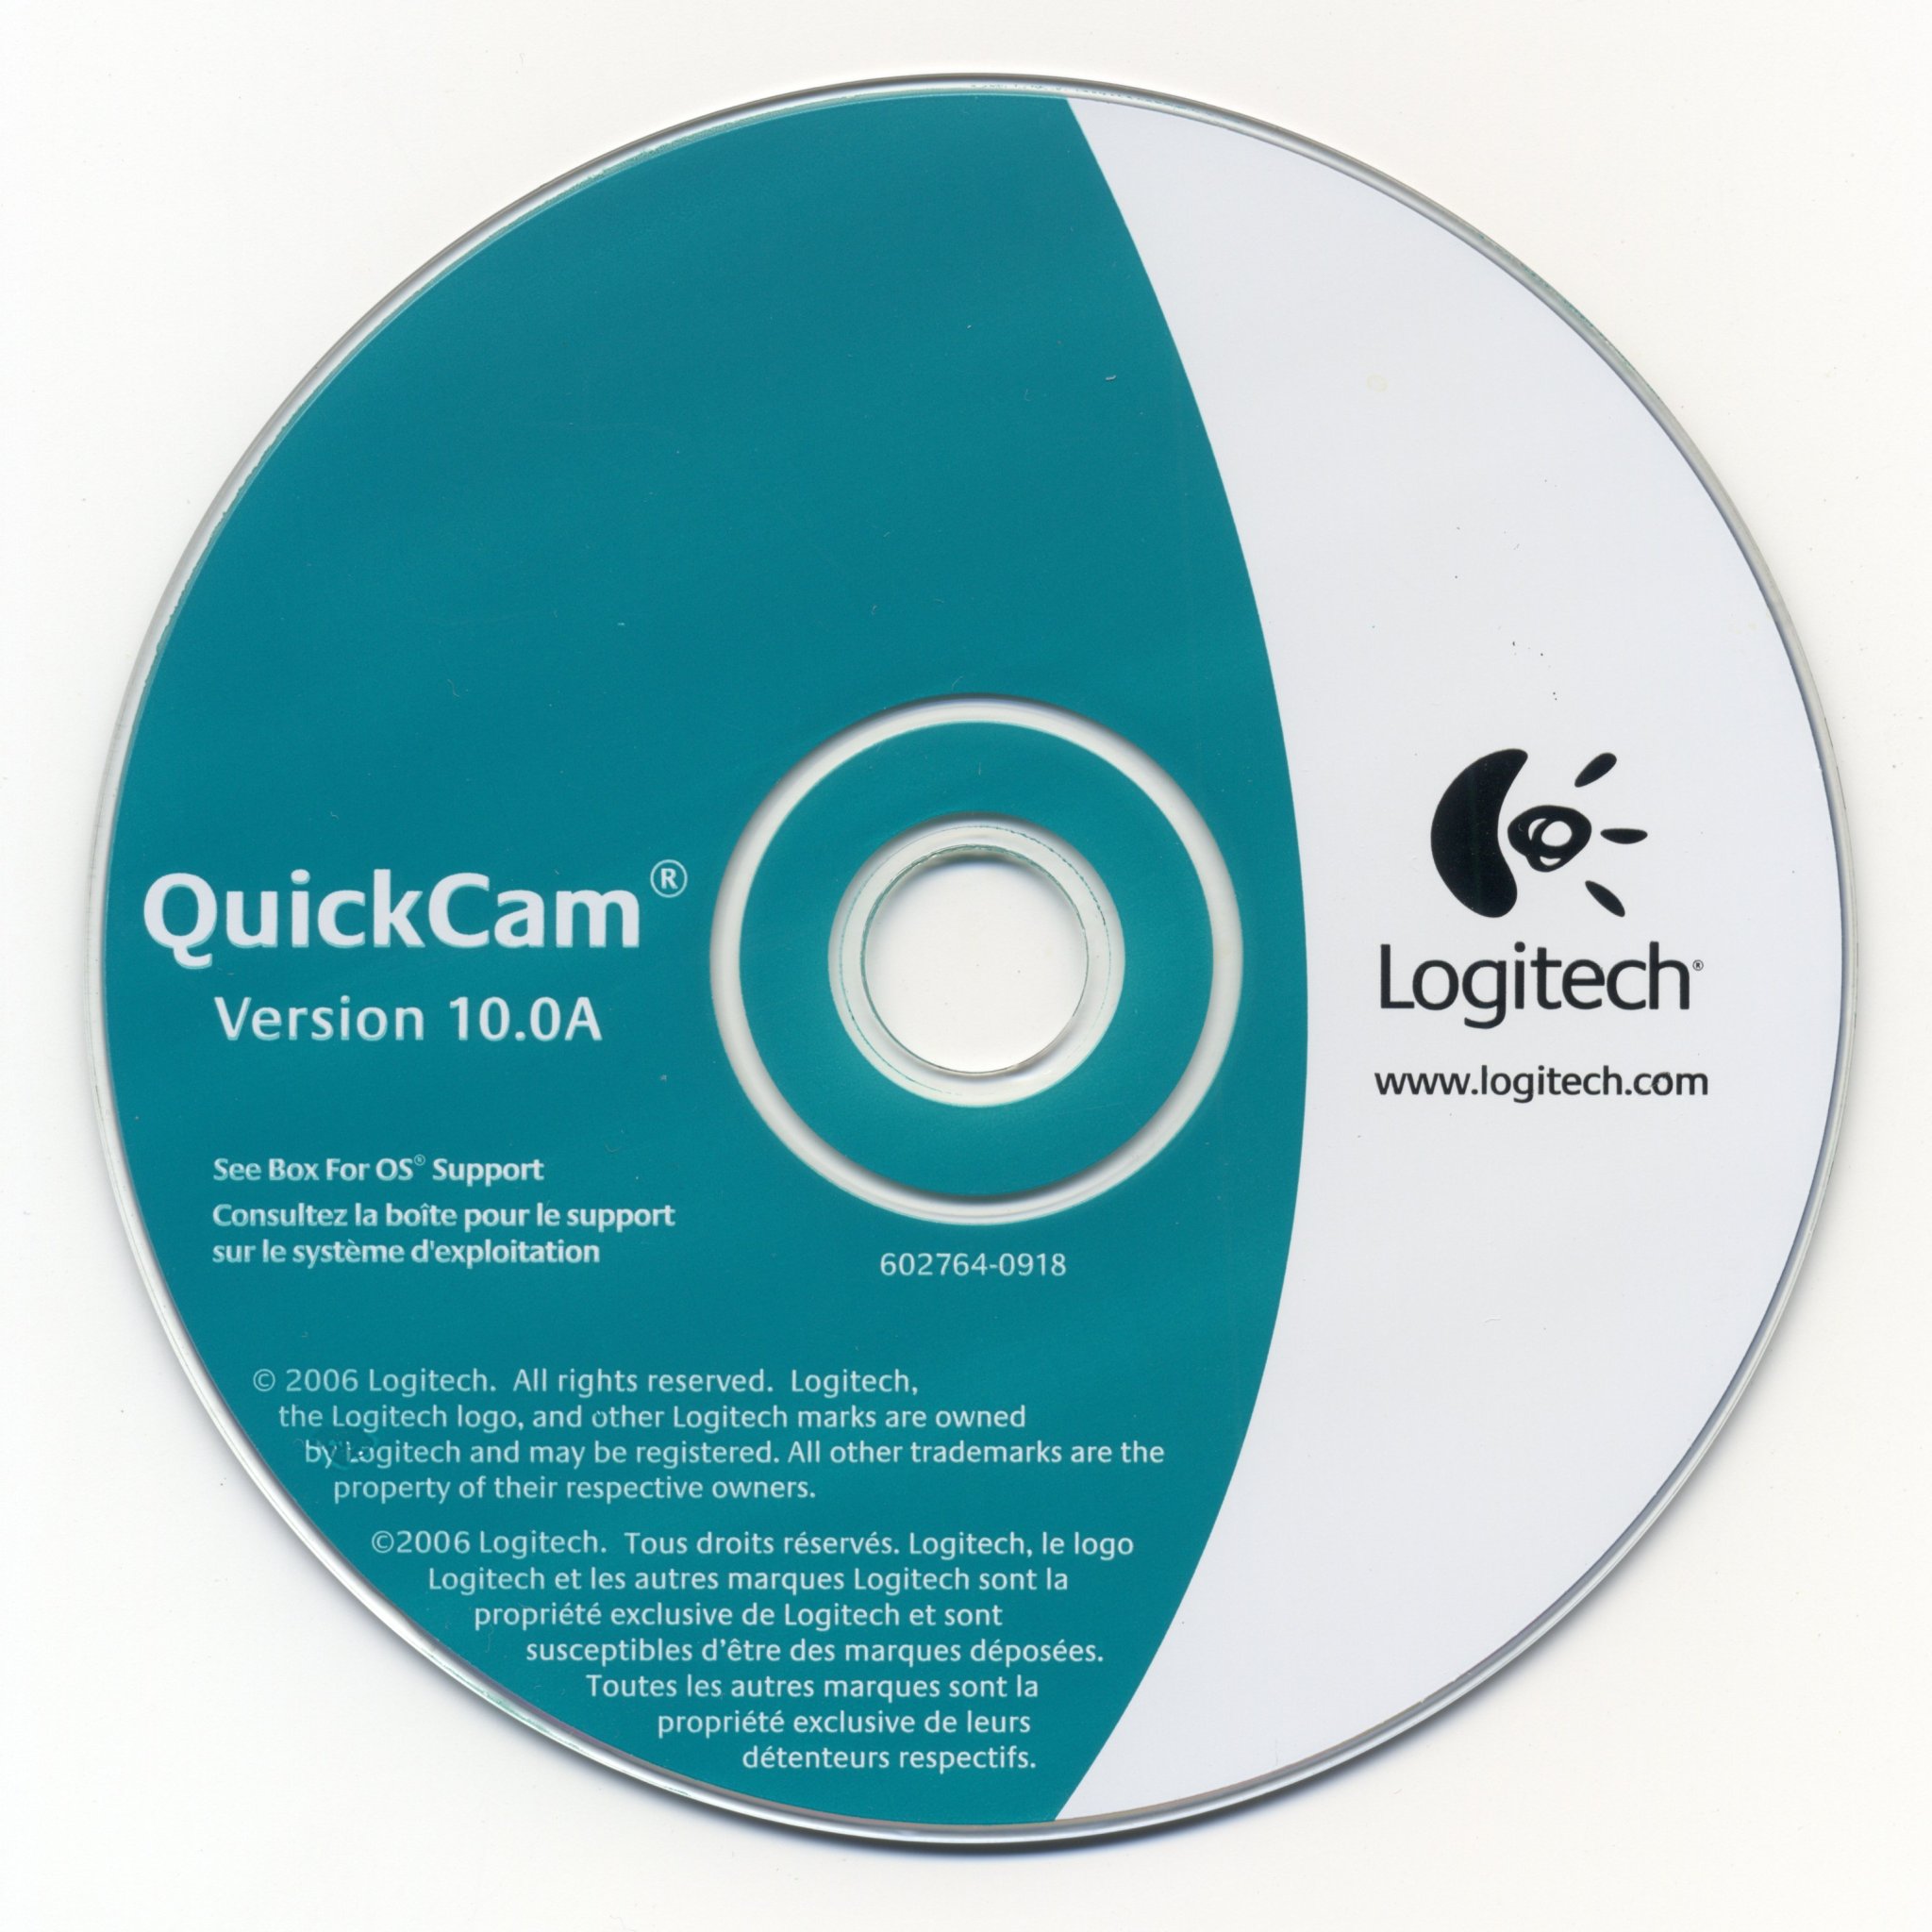 QuickCam®
Version 10.0A
See Box For OS® Support
Consultez la boîte pour le support
sur le système d'exploitation
602764-0918
© 2006 Logitech. All rights reserved. Logitech,
the Logitech logo, and other Logitech marks are owned
by Logitech and may be registered. All other trademarks are the
property of their respective owners.
©2006 Logitech. Tous droits réservés. Logitech, le logo
Logitech et les autres marques Logitech sont la
propriété exclusive de Logitech et sont
susceptibles d’être des marques déposées.
Toutes les autres marques sont la
propriété exclusive de leurs
détenteurs respectifs.
Logitech®
www.logitech.com